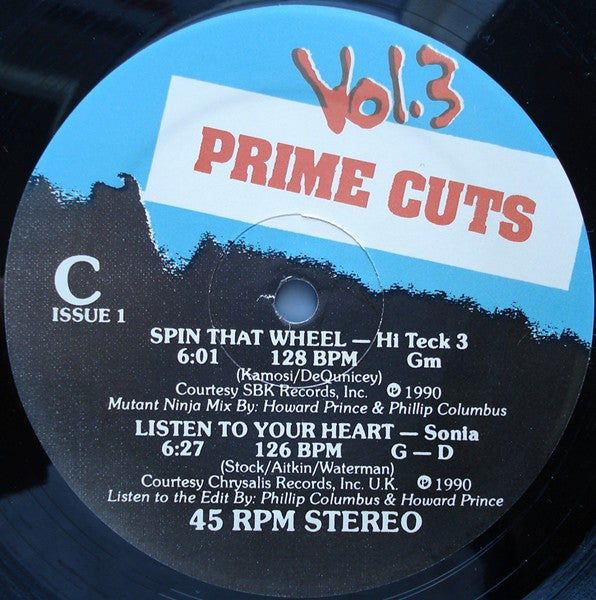 Vol.3
PRIME CUTS
C
ISSUE 1
SPIN THAT WHEEL — Hi Teck 3
6:01 128 BPM Gm
(Kamosi/DeQunicey)
Courtesy SBK Records, Inc. ℗ 1990
Mutant Ninja Mix By: Howard Prince & Phillip Columbus
LISTEN TO YOUR HEART — Sonia
6:27 126 BPM G — D
(Stock/Aitkin/Waterman)
Courtesy Chrysalis Records, Inc. U.K. ℗ 1990
Listen to the Edit By: Phillip Columbus & Howard Prince
45 RPM STEREO